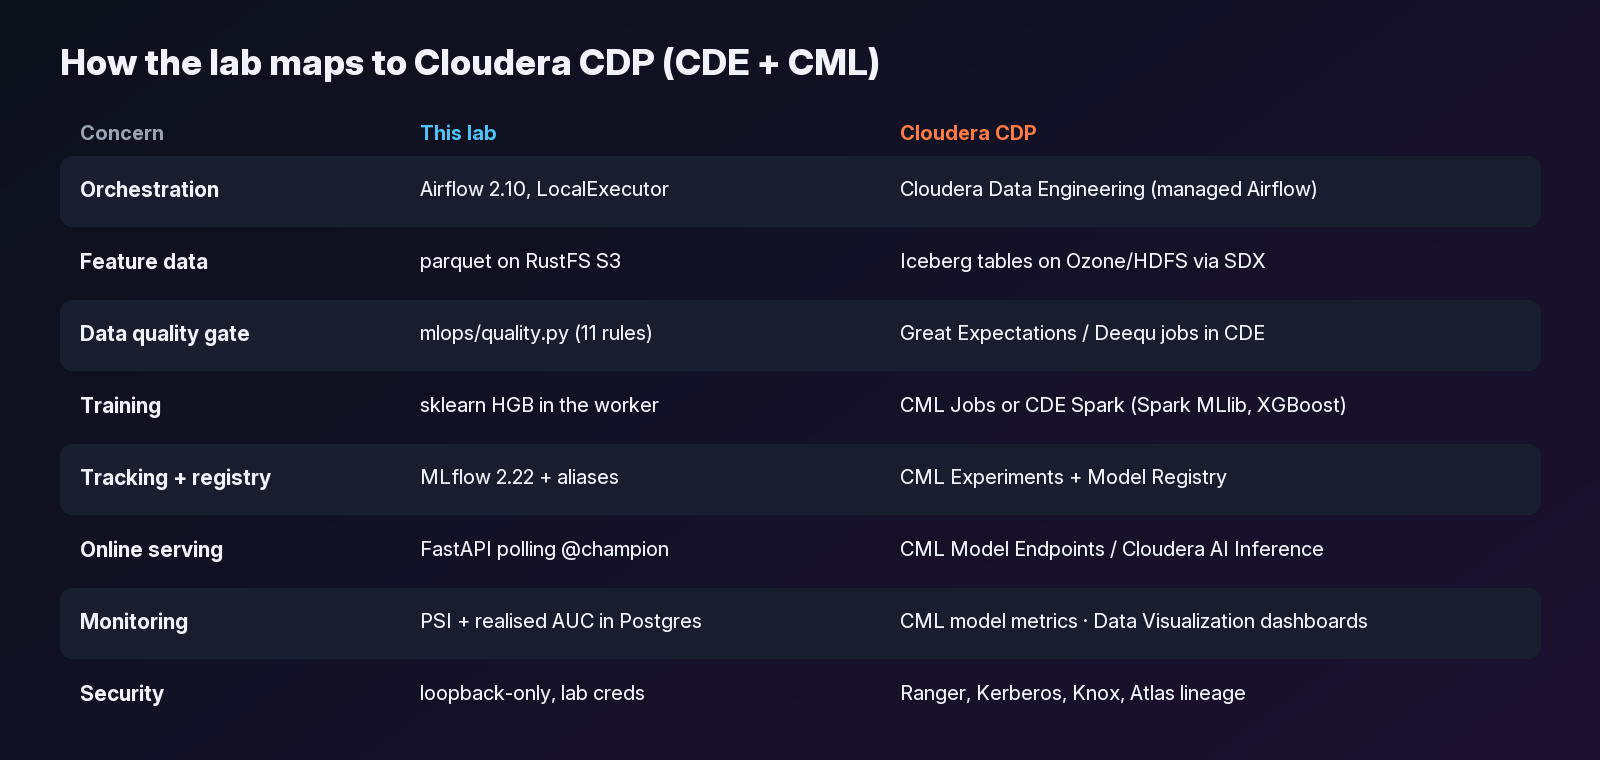 How the lab maps to Cloudera CDP (CDE + CML)
Concern This lab Cloudera CDP
Orchestration Airflow 2.10, LocalExecutor Cloudera Data Engineering (managed Airflow)
Feature data parquet on RustFS S3 Iceberg tables on Ozone/HDFS via SDX
Data quality gate mlops/quality.py (11 rules) Great Expectations / Deequ jobs in CDE
Training sklearn HGB in the worker CML Jobs or CDE Spark (Spark MLlib, XGBoost)
Tracking + registry MLflow 2.22 + aliases CML Experiments + Model Registry
Online serving FastAPI polling @champion CML Model Endpoints / Cloudera AI Inference
Monitoring PSI + realised AUC in Postgres CML model metrics · Data Visualization dashboards
Security loopback-only, lab creds Ranger, Kerberos, Knox, Atlas lineage